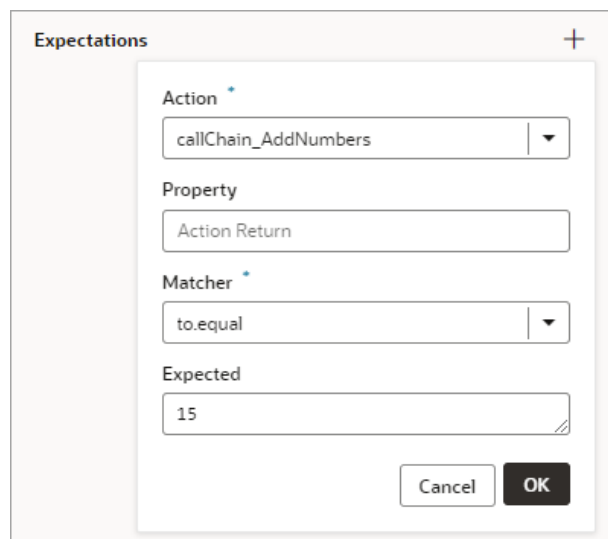 Expectations
Action *
callChain_AddNumbers
Property
Action Return
Matcher *
to.equal
Expected
15
Cancel OK